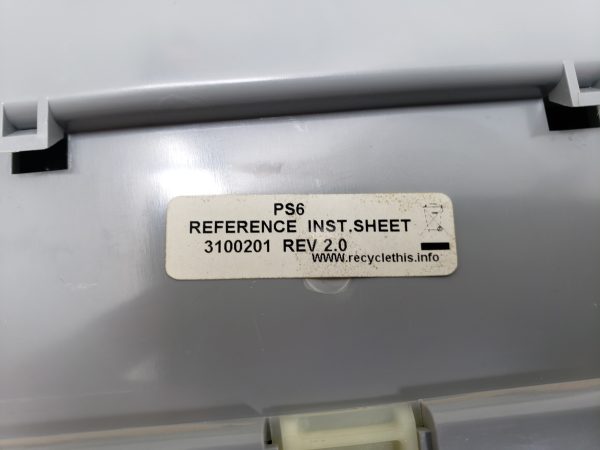 PS6
REFERENCE INST.SHEET
3100201 REV 2.0
www.recyclethis.info